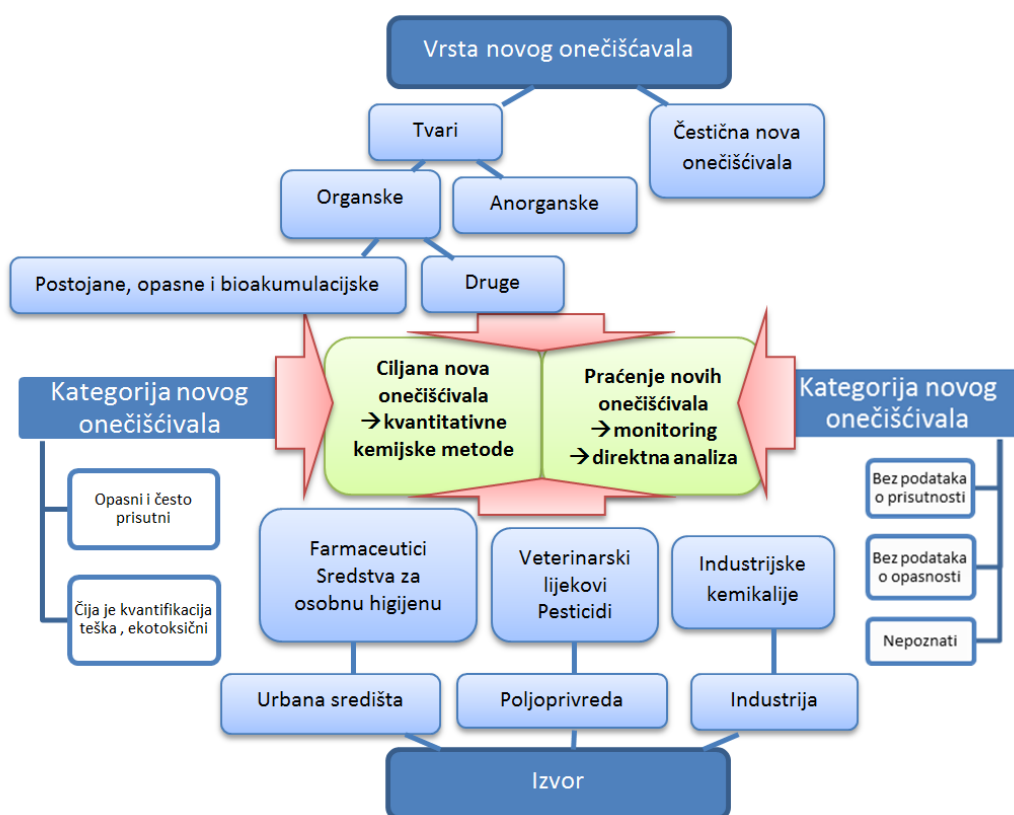 Vrsta novog onečišćavala
Tvari
Čestična nova
onečišćivala
Organske
Anorganske
Postojane, opasne i bioakumulacijske
Druge
Kategorija novog
onečišćivala
Opasni i često
prisutni
Čija je kvantifikacija
teška , ekotoksični
Ciljana nova
onečišćivala
→kvantitativne
kemijske metode
Praćenje novih
onečišćivala
→monitoring
→direktna analiza
Kategorija novog
onečišćivala
Bez podataka
o prisutnosti
Bez podataka
o opasnosti
Nepoznati
Farmaceutici
Sredstva za
osobnu higijenu
Veterinarski
lijekovi
Pesticidi
Industrijske
kemikalije
Urbana središta
Poljoprivreda
Industrija
Izvor